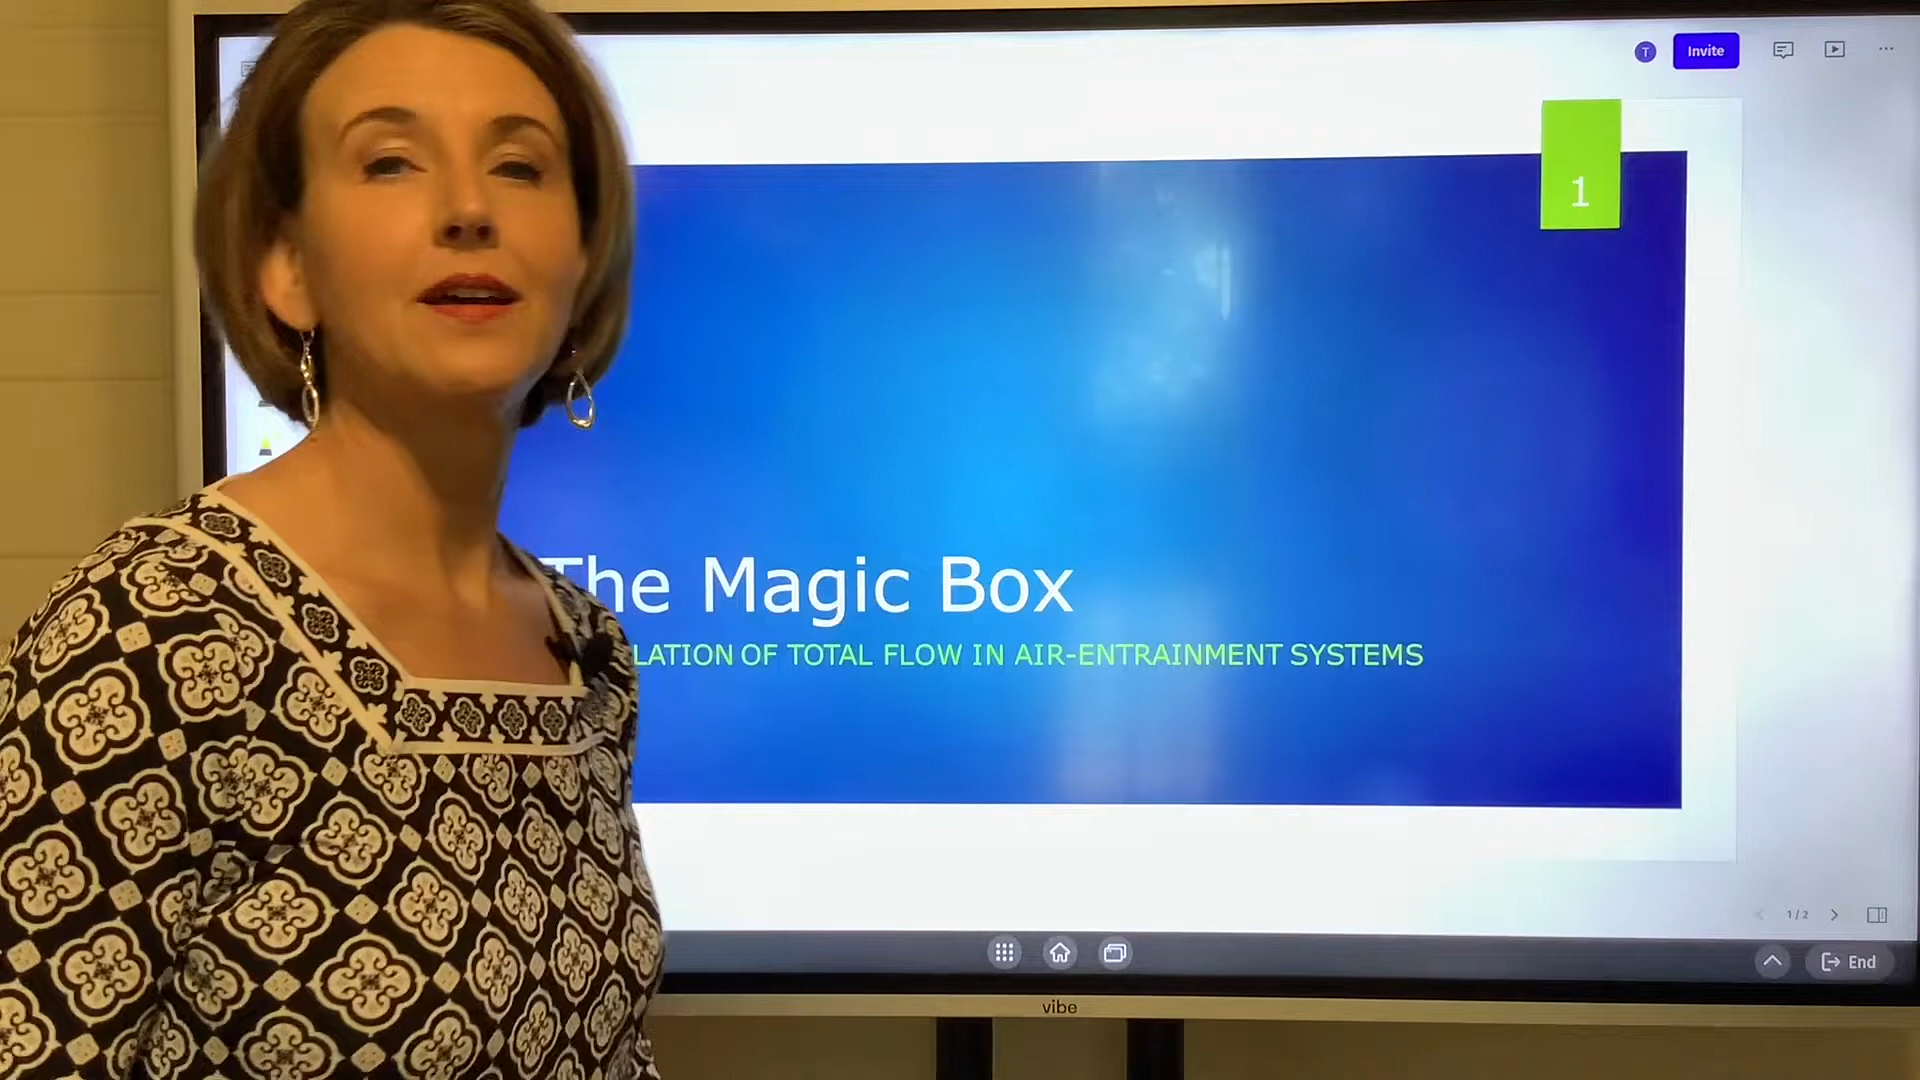 T
Invite
1
The Magic Box
LATION OF TOTAL FLOW IN AIR-ENTRAINMENT SYSTEMS
1/2
End
vibe